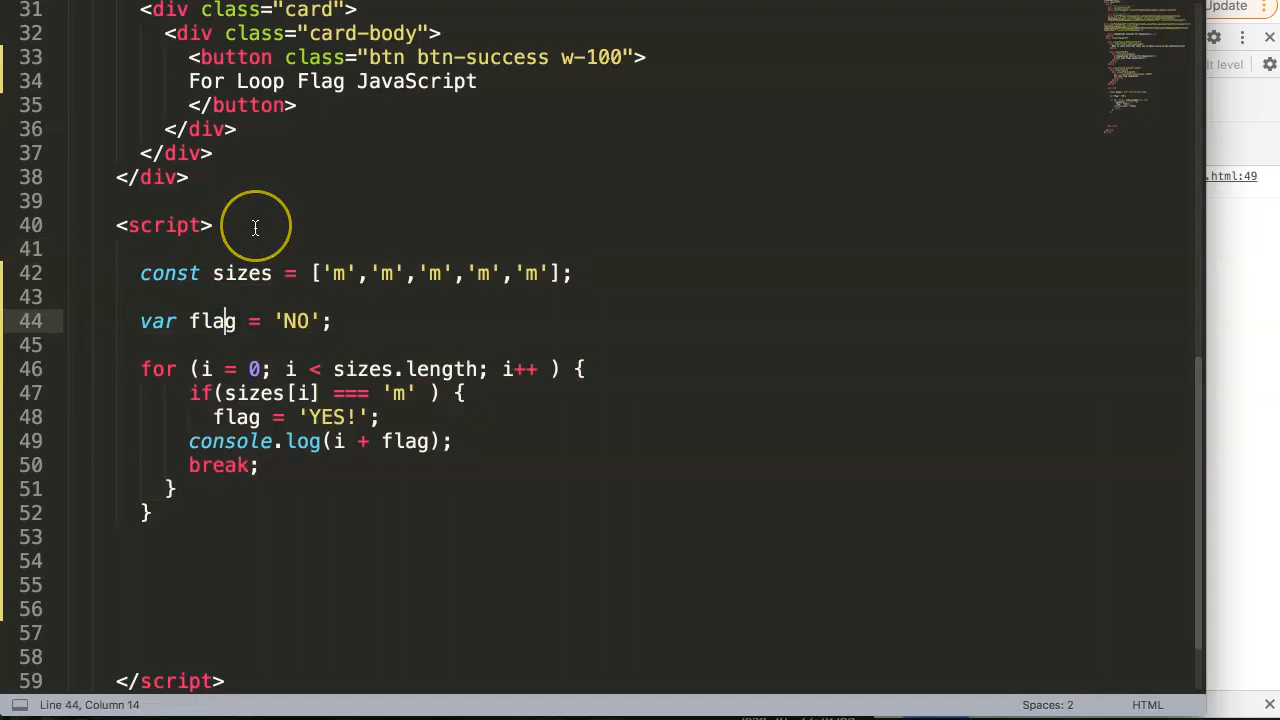 31 <div class="card">
32 <div class="card-body">
33 <button class="btn btn-success w-100">
34 For Loop Flag JavaScript
35 </button>
36 </div>
37 </div>
38 </div>
39
40 <script>
41
42 const sizes = ['m','m','m','m','m'];
43
44 var flag = 'NO';
45
46 for (i = 0; i < sizes.length; i++ ) {
47 if(sizes[i] === 'm' ) {
48 flag = 'YES!';
49 console.log(i + flag);
50 break;
51 }
52 }
53
54
55
56
57
58
59 </script>
Line 44, Column 14 Spaces: 2 HTML
Update
lt level
.html:49